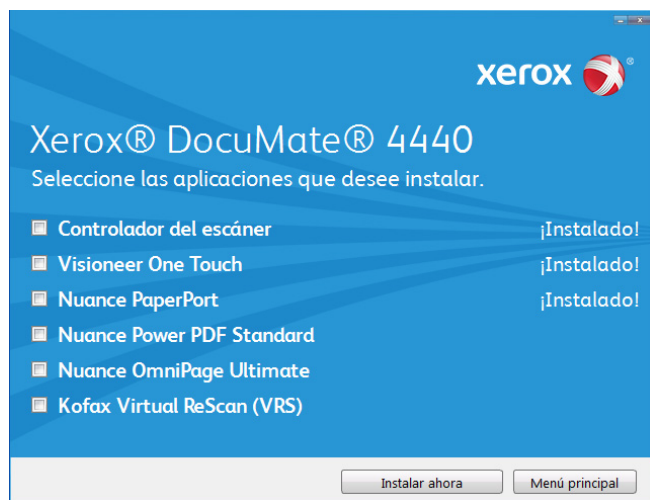 xerox ®
Xerox® DocuMate® 4440
Seleccione las aplicaciones que desee instalar.
Controlador del escáner ¡Instalado!
Visioneer One Touch ¡Instalado!
Nuance PaperPort ¡Instalado!
Nuance Power PDF Standard
Nuance OmniPage Ultimate
Kofax Virtual ReScan (VRS)
Instalar ahora Menú principal